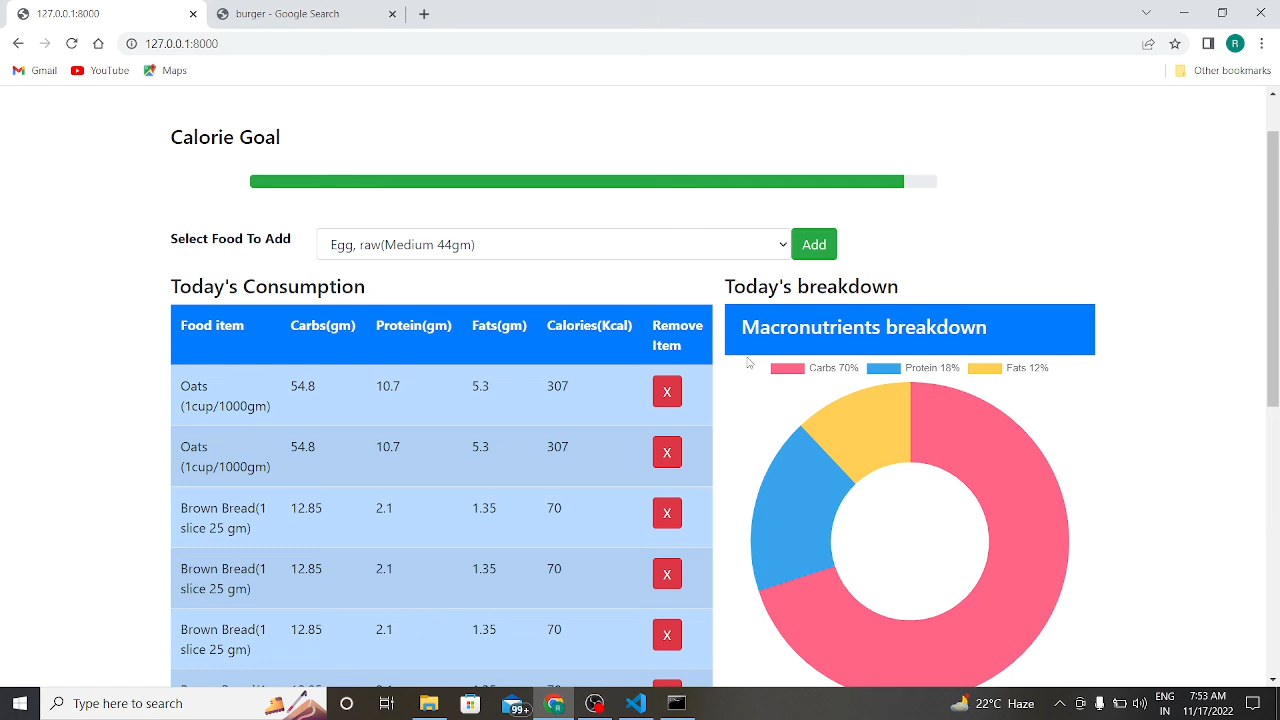 127.0.0.1:8000
burger - Google Search
127.0.0.1:8000
R
Gmail
YouTube
Maps
Other bookmarks
Calorie Goal
Select Food To Add
Egg, raw(Medium 44gm)
Add
Today's Consumption
Today's breakdown
Food item Carbs(gm) Protein(gm) Fats(gm) Calories(Kcal) Remove
Item
Macronutrients breakdown
Carbs 70% Protein 18% Fats 12%
Oats 54.8 10.7 5.3 307 X
(1cup/1000gm)
Oats 54.8 10.7 5.3 307 X
(1cup/1000gm)
Brown Bread(1 12.85 2.1 1.35 70 X
slice 25 gm)
Brown Bread(1 12.85 2.1 1.35 70 X
slice 25 gm)
Brown Bread(1 12.85 2.1 1.35 70 X
slice 25 gm)
Type here to search
99+
22°C Haze
ENG
IN
7:53 AM
11/17/2022